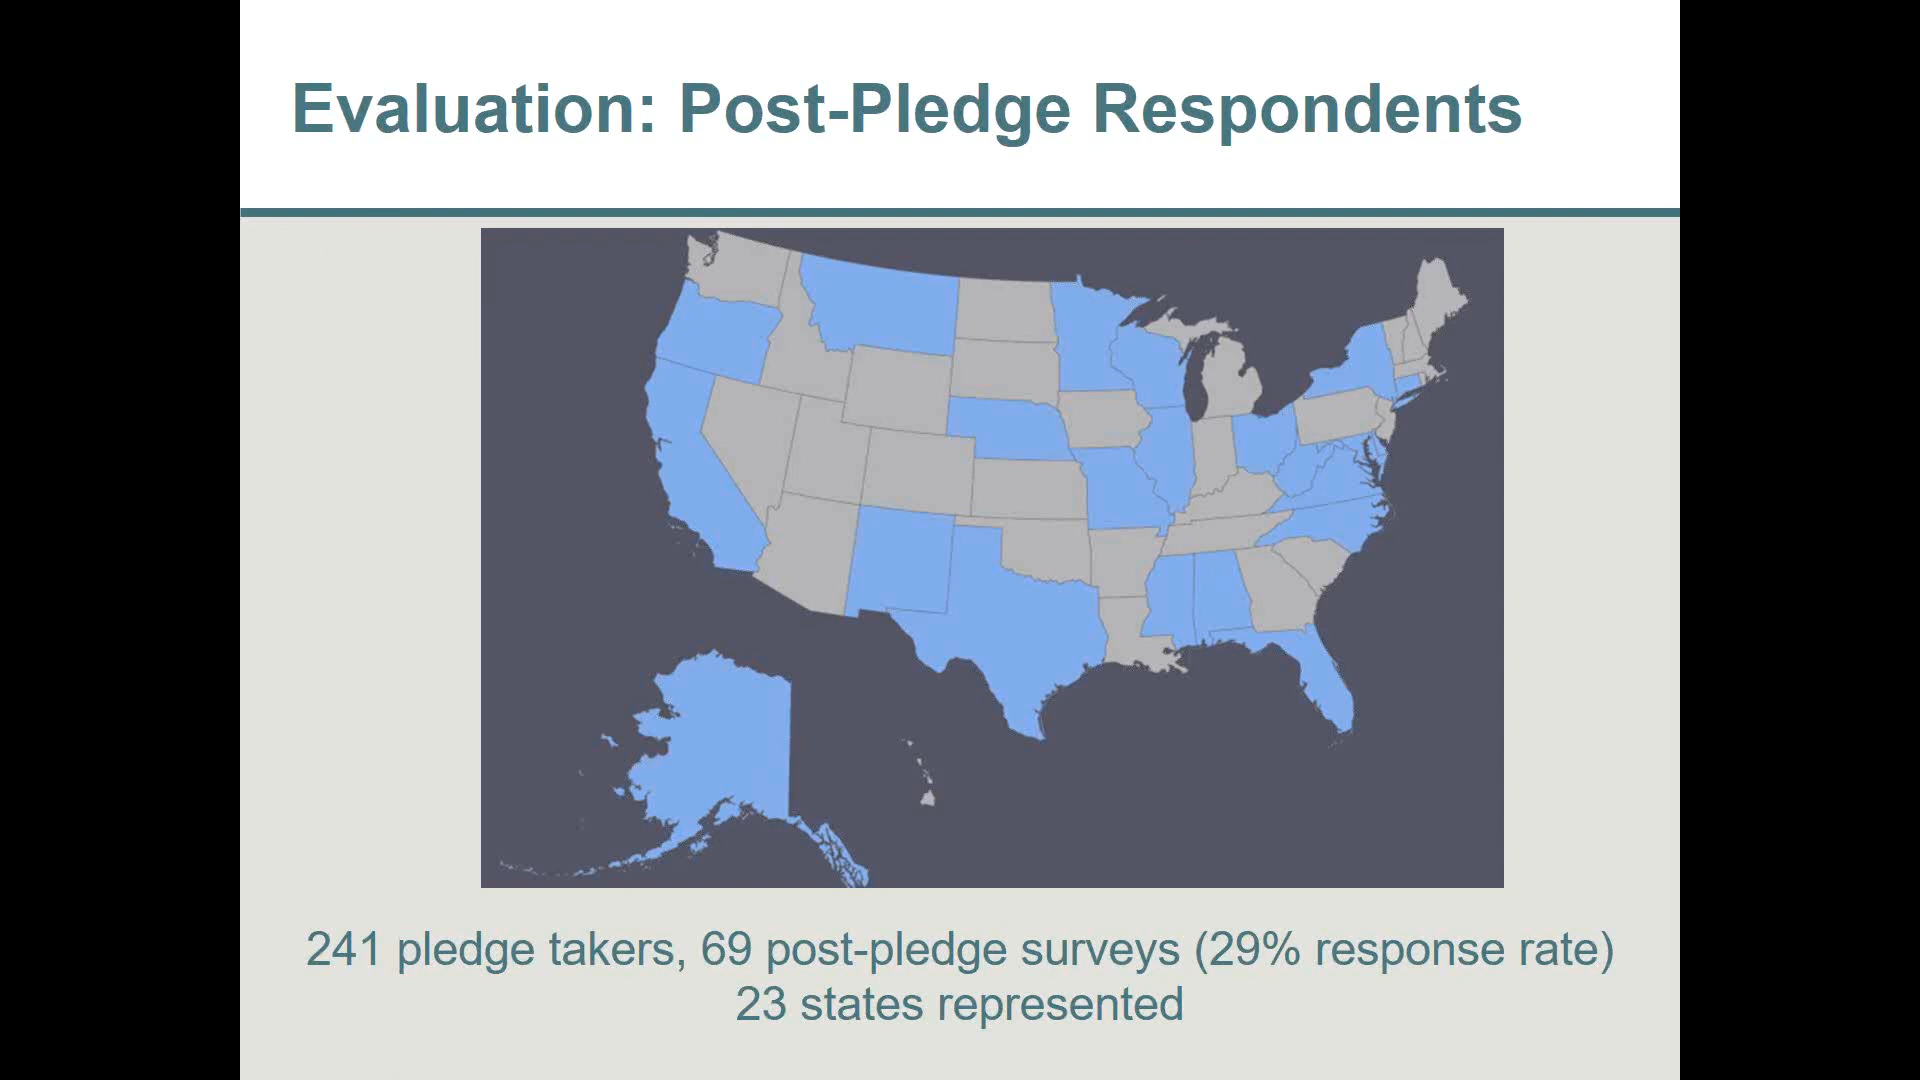 Evaluation: Post-Pledge Respondents
241 pledge takers, 69 post-pledge surveys (29% response rate)
23 states represented